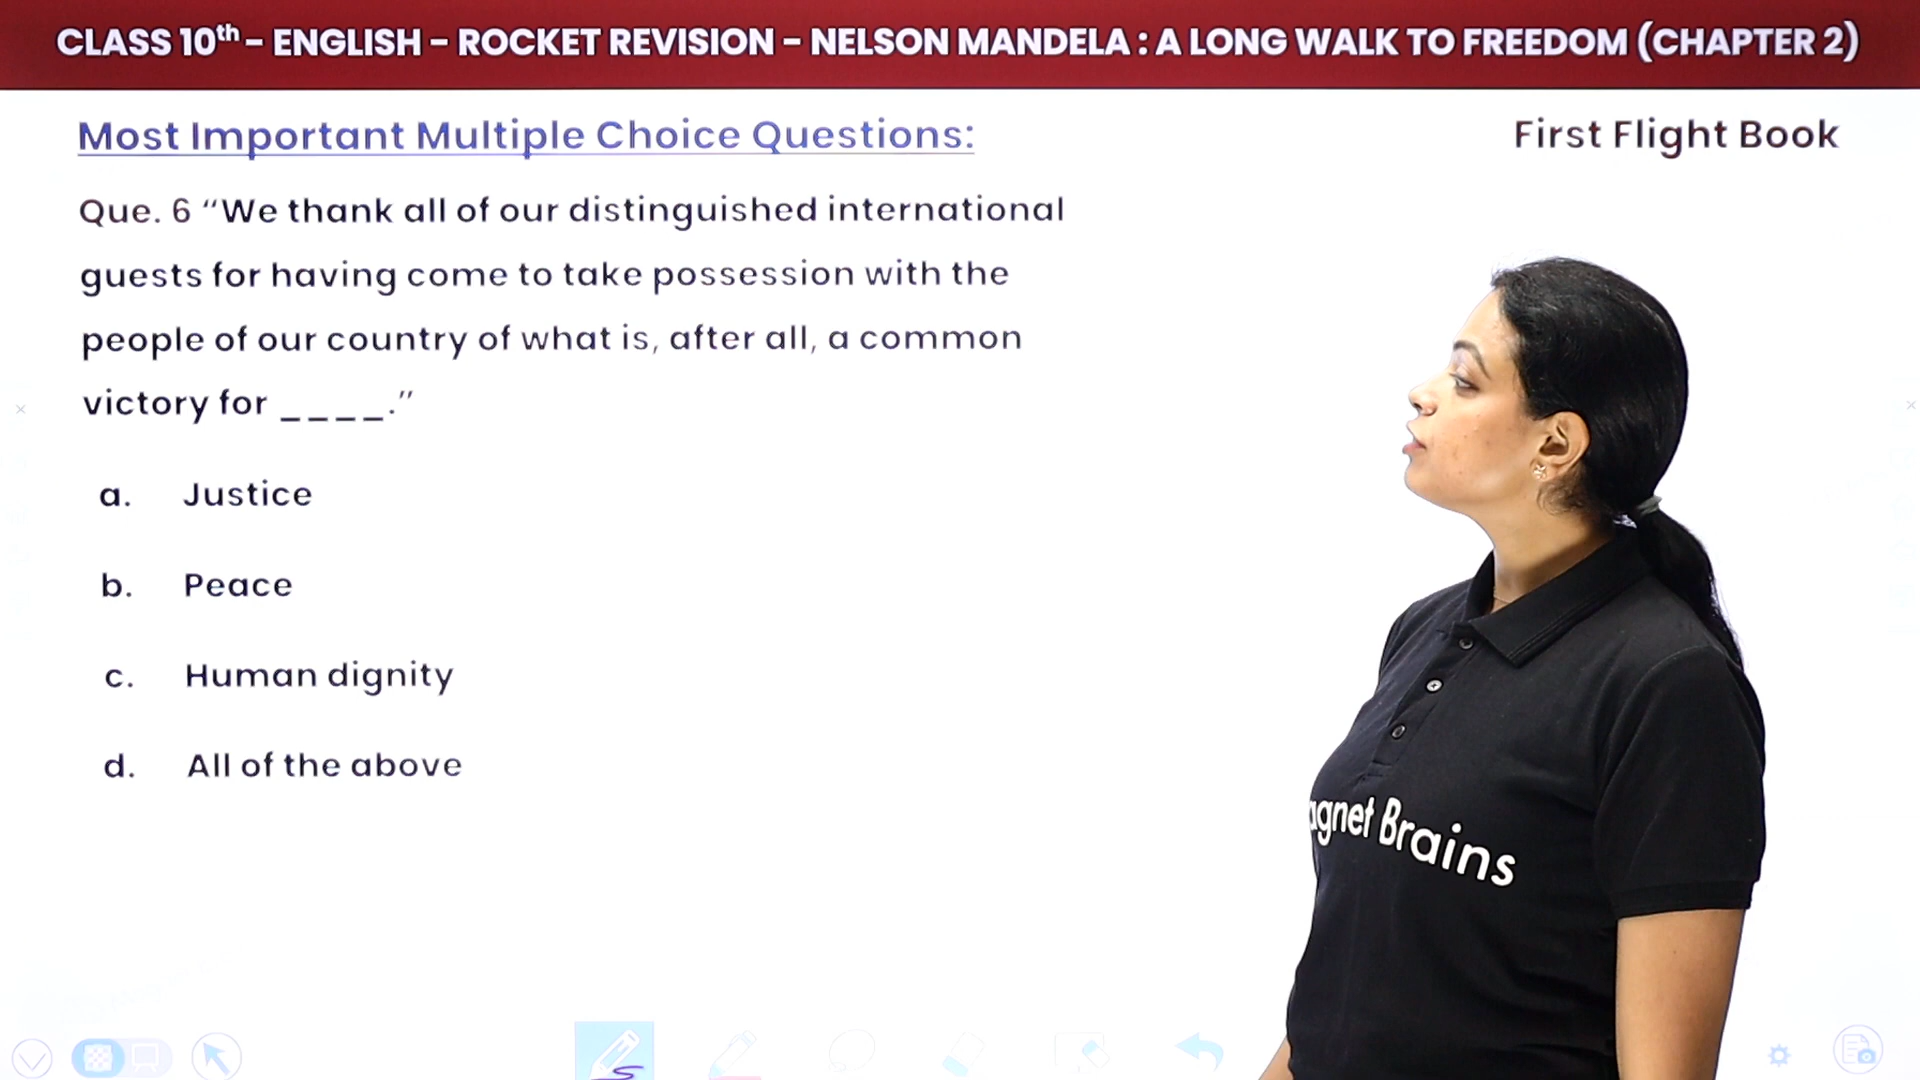 CLASS 10th - ENGLISH - ROCKET REVISION - NELSON MANDELA : A LONG WALK TO FREEDOM (CHAPTER 2)
Most Important Multiple Choice Questions:
First Flight Book
Que. 6 “We thank all of our distinguished international
guests for having come to take possession with the
people of our country of what is, after all, a common
victory for ____.”
a. Justice
b. Peace
c. Human dignity
d. All of the above
Brains